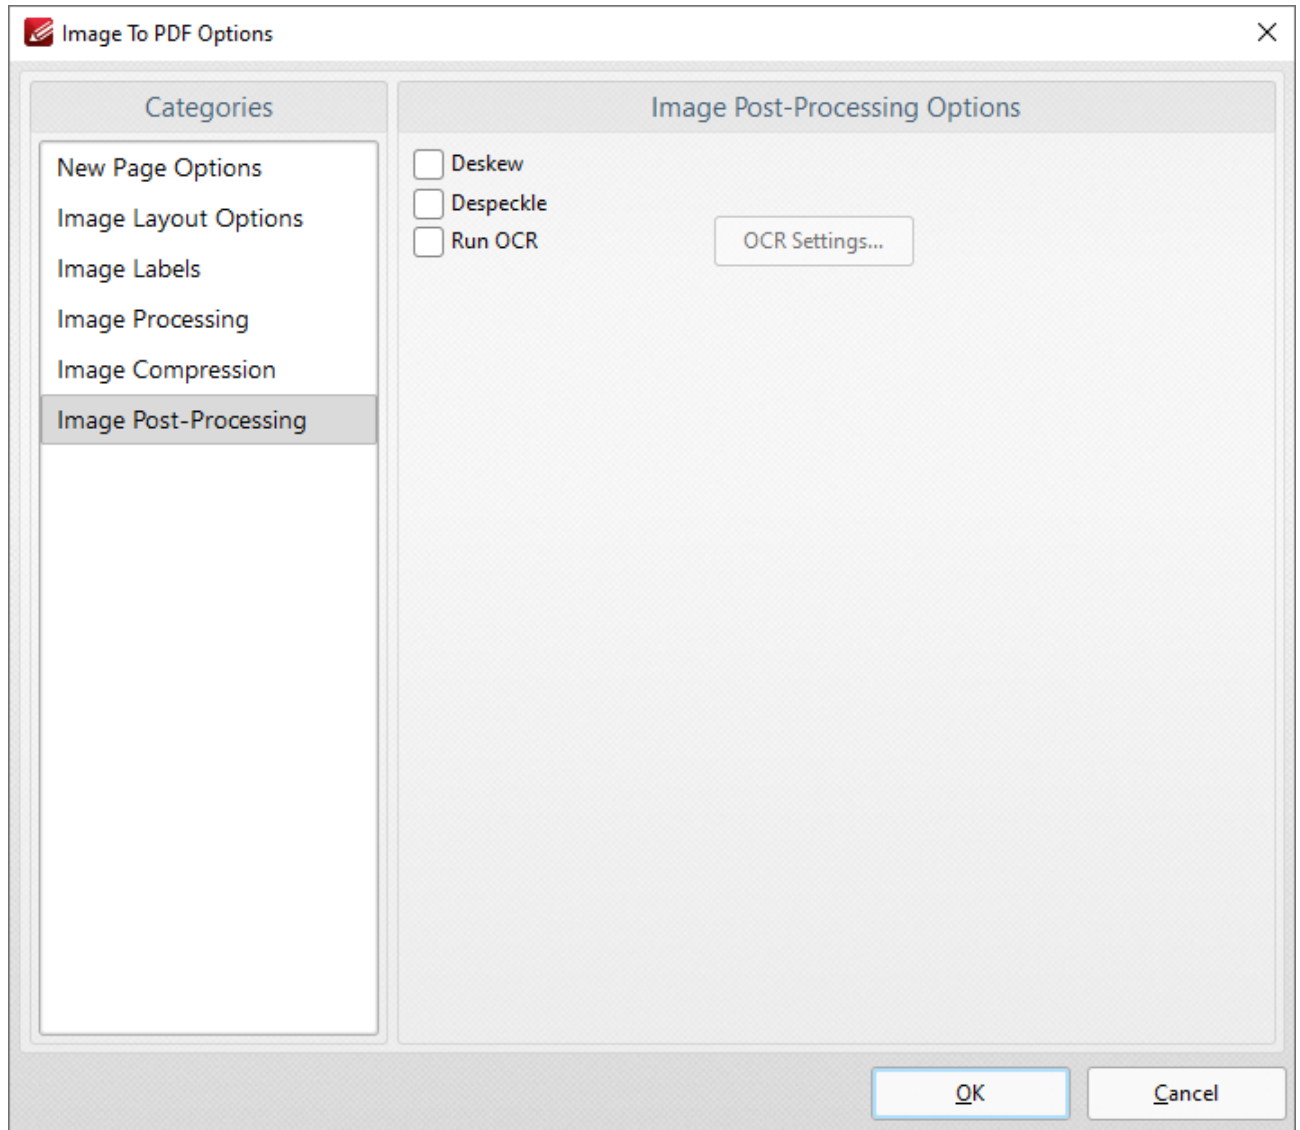 Image To PDF Options
Categories
New Page Options
Image Layout Options
Image Labels
Image Processing
Image Compression
Image Post-Processing
Image Post-Processing Options
Deskew
Despeckle
Run OCR
OCR Settings...
OK
Cancel